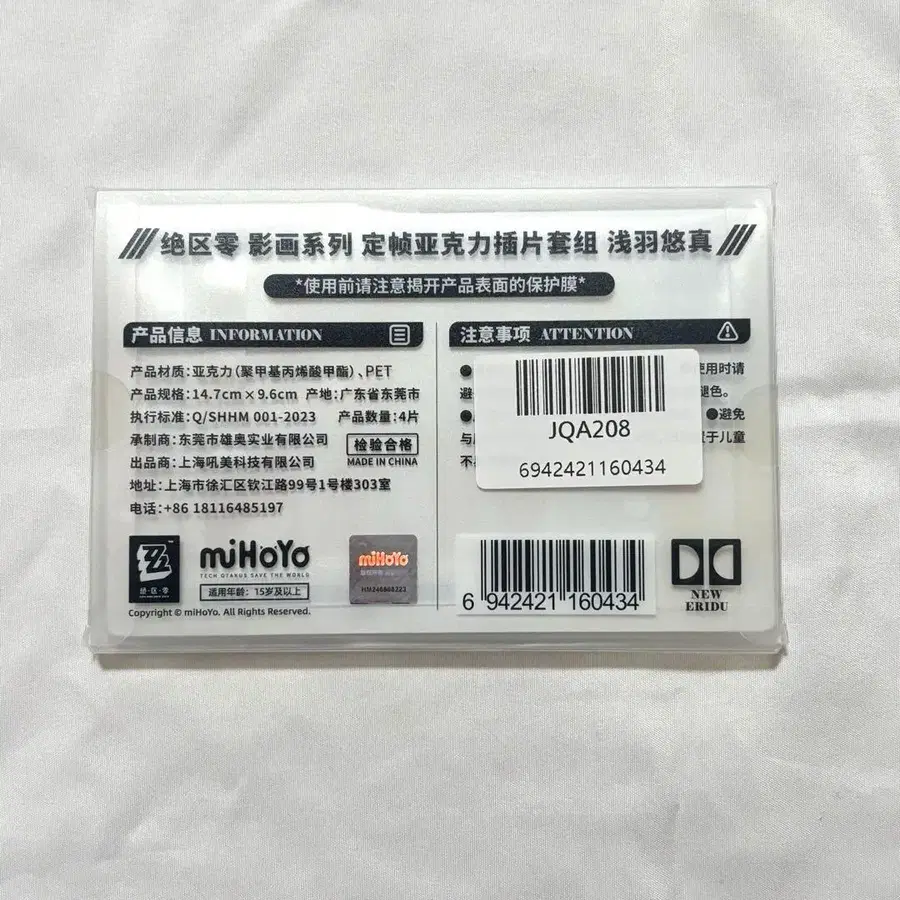 绝区零 影画系列 定帧亚克力插片套组 浅羽悠真
*使用前请注意揭开产品表面的保护膜*
产品信息 INFORMATION
产品材质:亚克力(聚甲基丙烯酸甲酯)、PET
产品规格:14.7cm×9.6cm 产地:广东省东莞市
执行标准:Q/SHHM 001-2023 产品数量:4片
承制商:东莞市雄奥实业有限公司
检验合格
MADE IN CHINA
出品商:上海吼美科技有限公司
地址:上海市徐汇区钦江路99号1号楼303室
电话:+86 18116485197
注意事项 ATTENTION
使用时请
避
褪色。
●避免
与
置于儿童
不
JQA208
6942421160434
绝·区·零
miHoYo
TECH OTAKUS SAVE THE WORLD
适用年龄:15岁及以上
Copyright © miHoYo. All Rights Reserved.
miHoYo
6 942421 160434
NEW
ERIDU